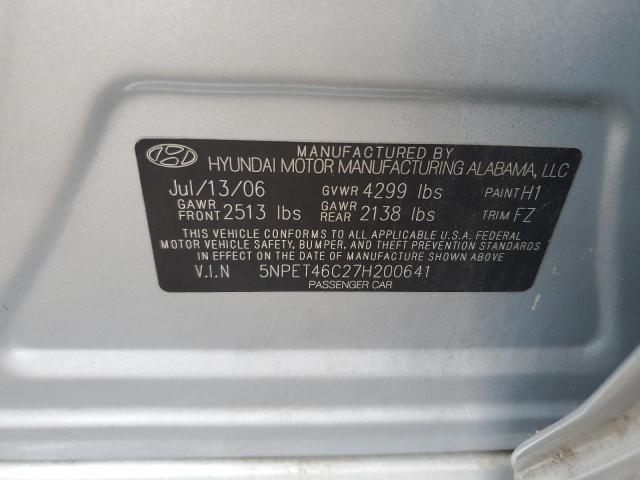 MANUFACTURED BY
HYUNDAI MOTOR MANUFACTURING ALABAMA, LLC
Jul/13/06 GVWR 4299 lbs PAINT H1
GAWR FRONT 2513 lbs GAWR REAR 2138 lbs TRIM FZ
THIS VEHICLE CONFORMS TO ALL APPLICABLE U.S.A. FEDERAL
MOTOR VEHICLE SAFETY, BUMPER, AND THEFT PREVENTION STANDARDS
IN EFFECT ON THE DATE OF MANUFACTURE SHOWN ABOVE
V.I.N 5NPET46C27H200641
PASSENGER CAR